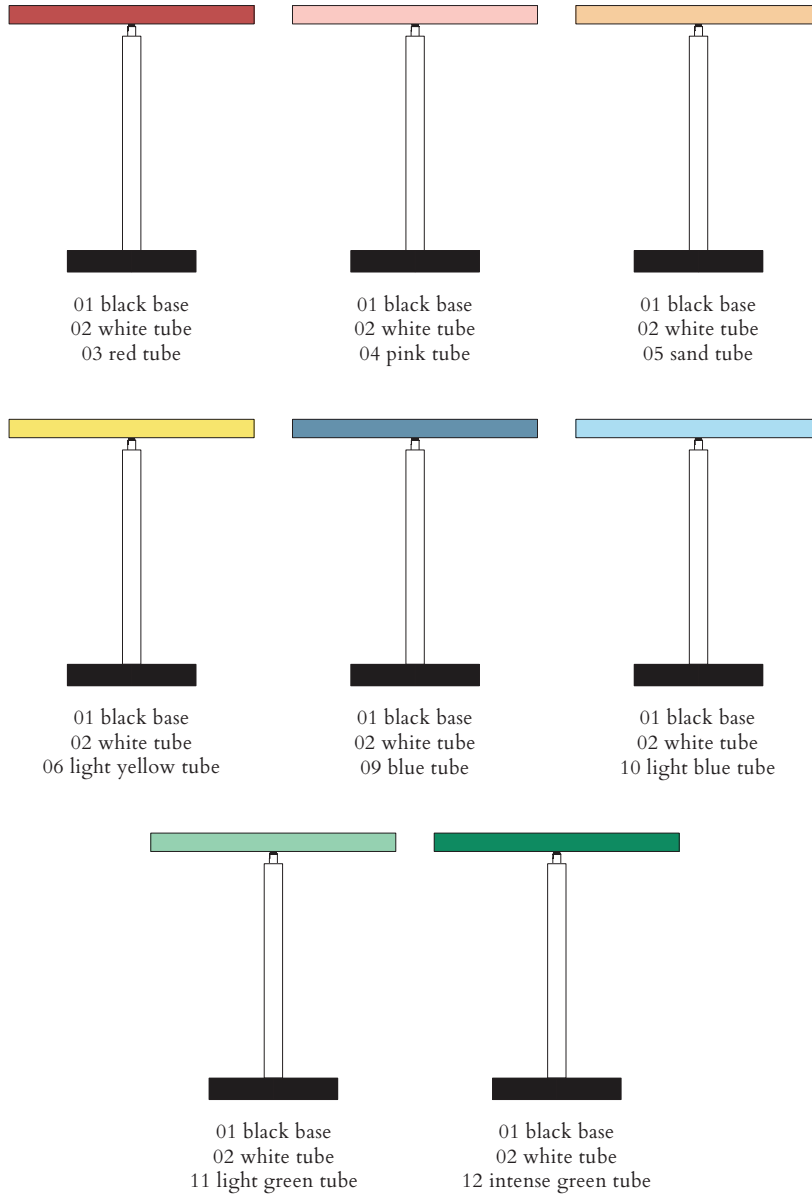 01 black base
02 white tube
03 red tube
01 black base
02 white tube
04 pink tube
01 black base
02 white tube
05 sand tube
01 black base
02 white tube
06 light yellow tube
01 black base
02 white tube
09 blue tube
01 black base
02 white tube
10 light blue tube
01 black base
02 white tube
11 light green tube
01 black base
02 white tube
12 intense green tube